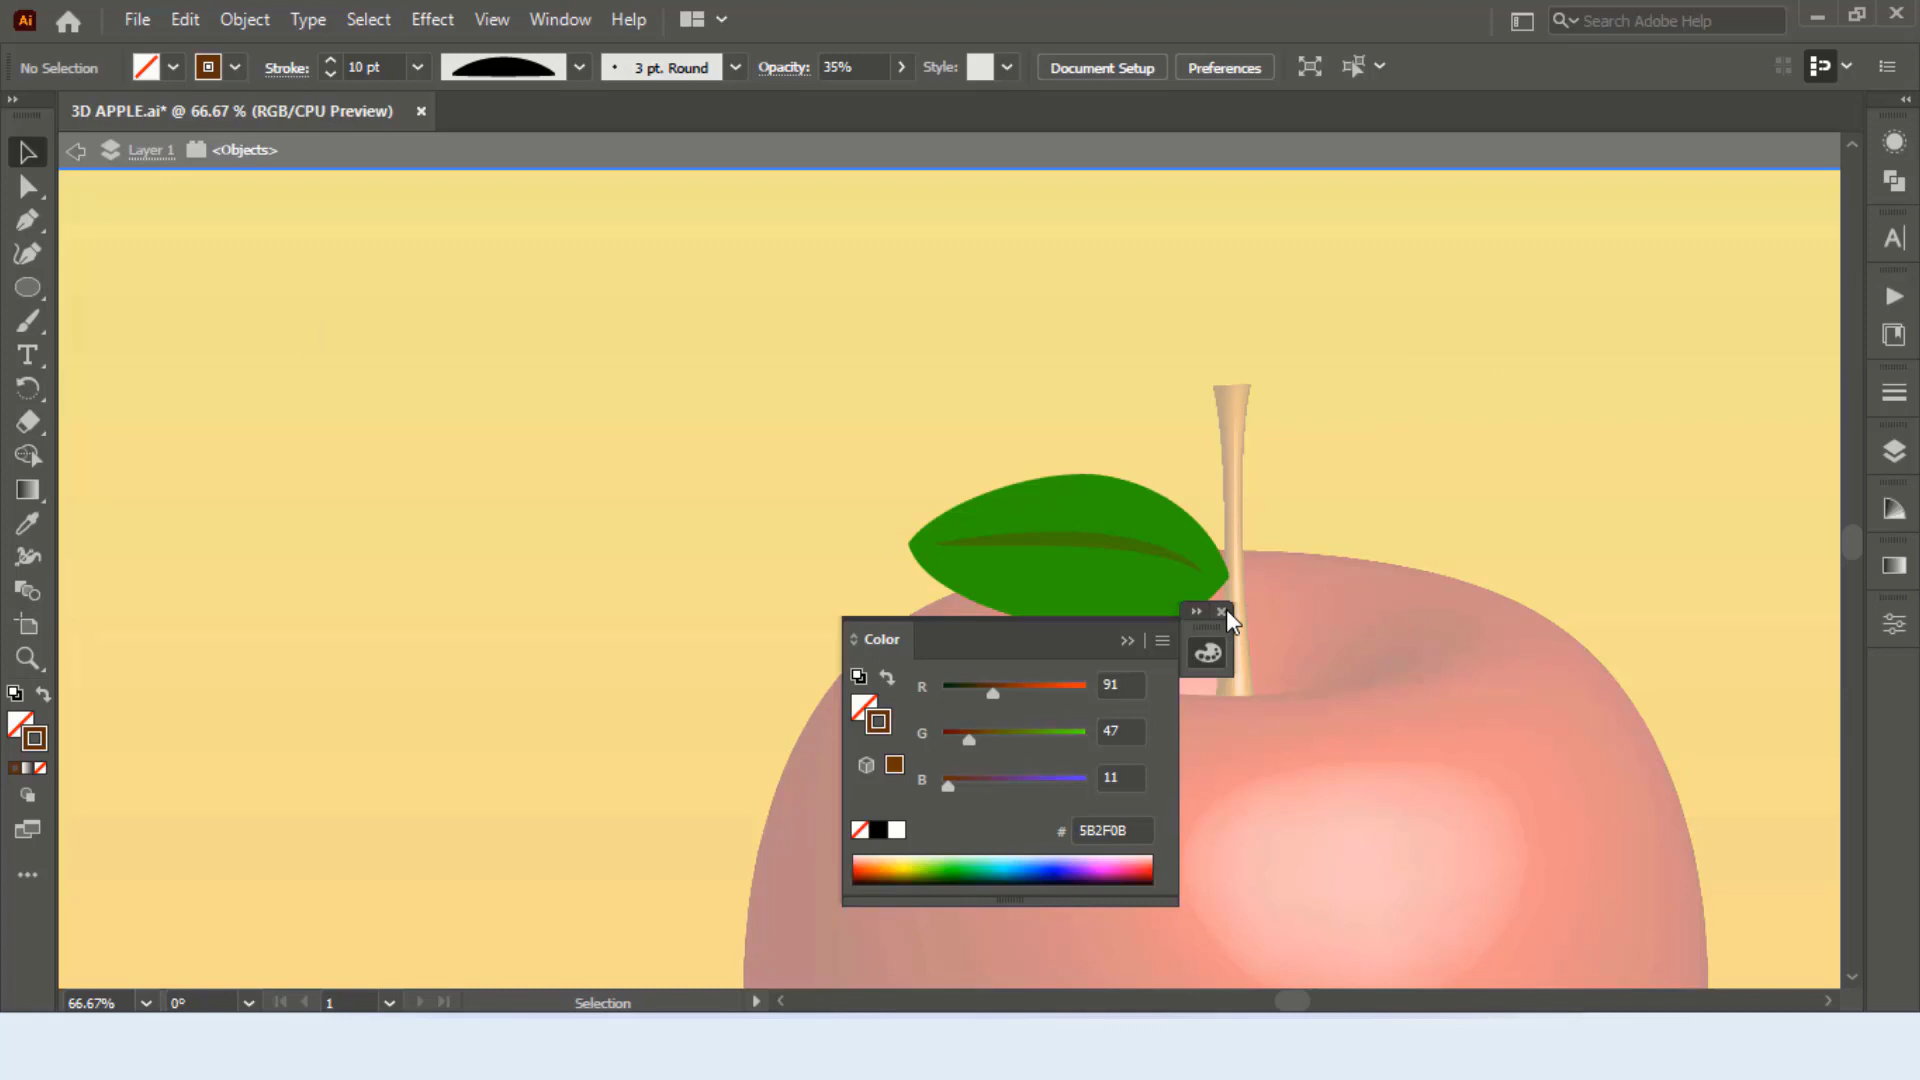 Ai File Edit Object Type Select Effect View Window Help Search Adobe Help
No Selection Stroke: 10 pt 3 pt. Round Opacity: 35% Style: Document Setup Preferences
3D APPLE.ai* @ 66.67 % (RGB/CPU Preview)
Layer 1 <Objects>
Color
R 91
G 47
B 11
# 5B2F0B
66.67% 0° 1 Selection